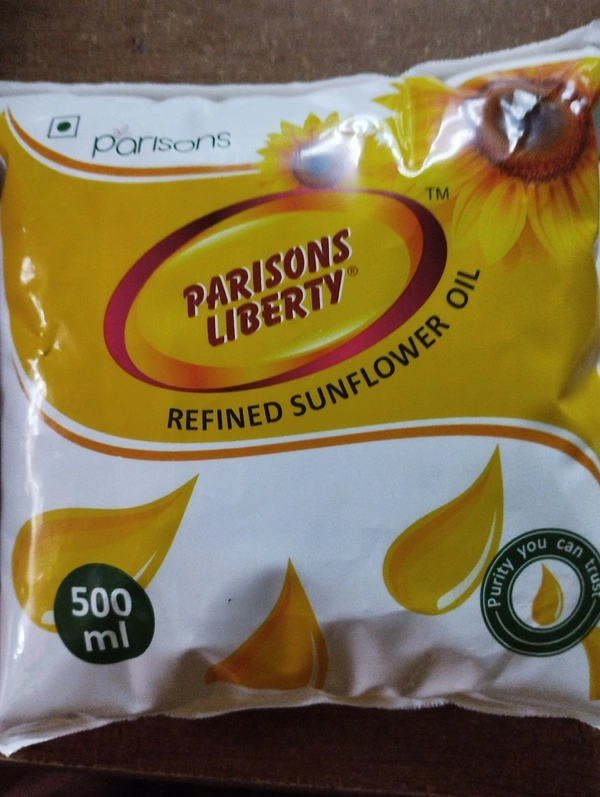 parisons
TM
PARISONS
LIBERTY®
REFINED SUNFLOWER OIL
500
ml
Purity you can trust